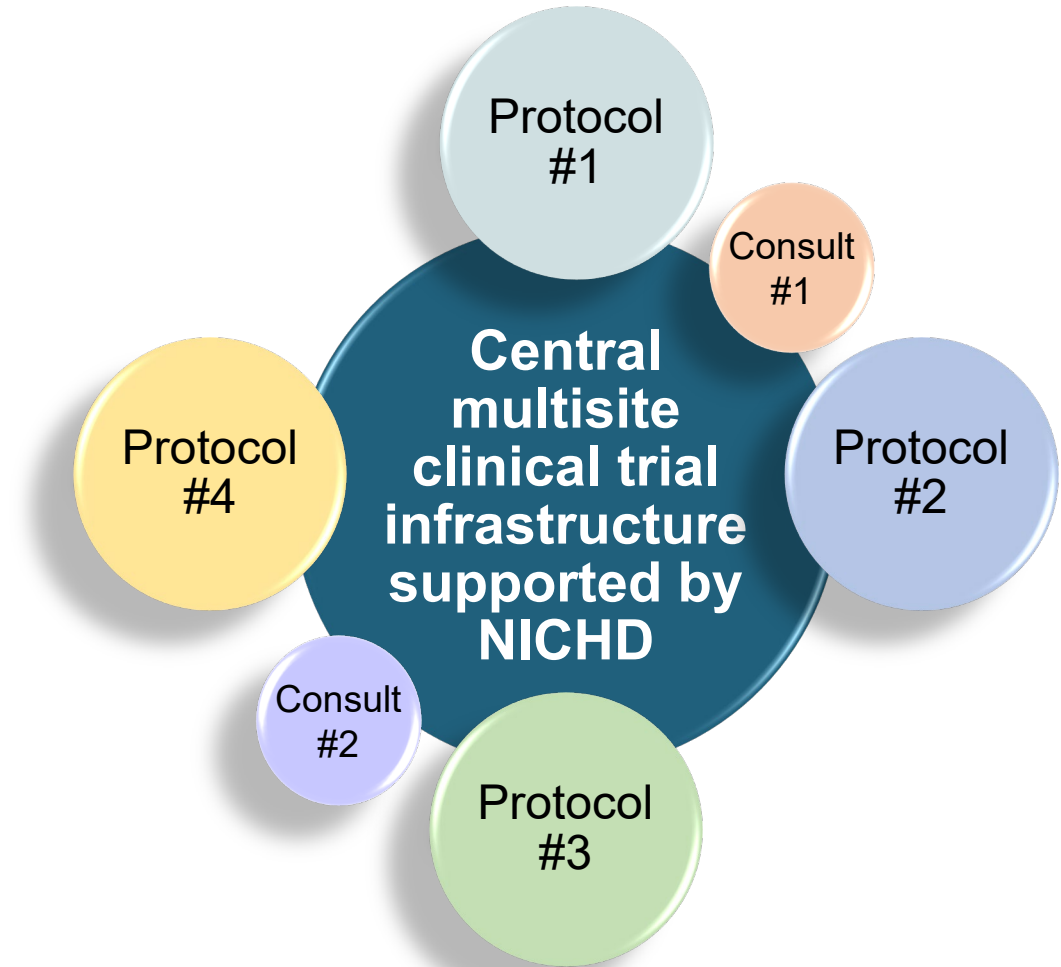 Protocol
#1
Consult
#1
Central
multisite
clinical trial
infrastructure
supported by
NICHD
Protocol
#4
Protocol
#2
Consult
#2
Protocol
#3